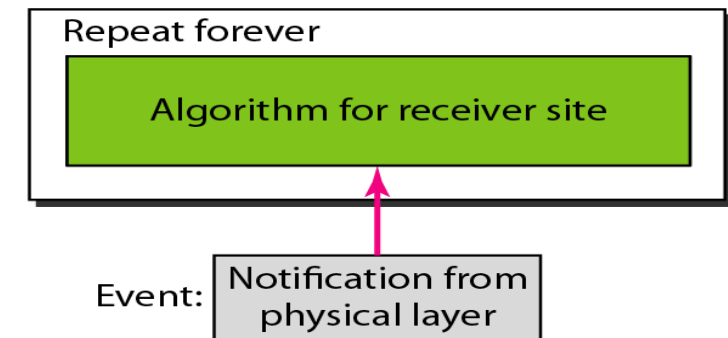 Repeat forever
Algorithm for receiver site
Event:
Notification from
physical layer